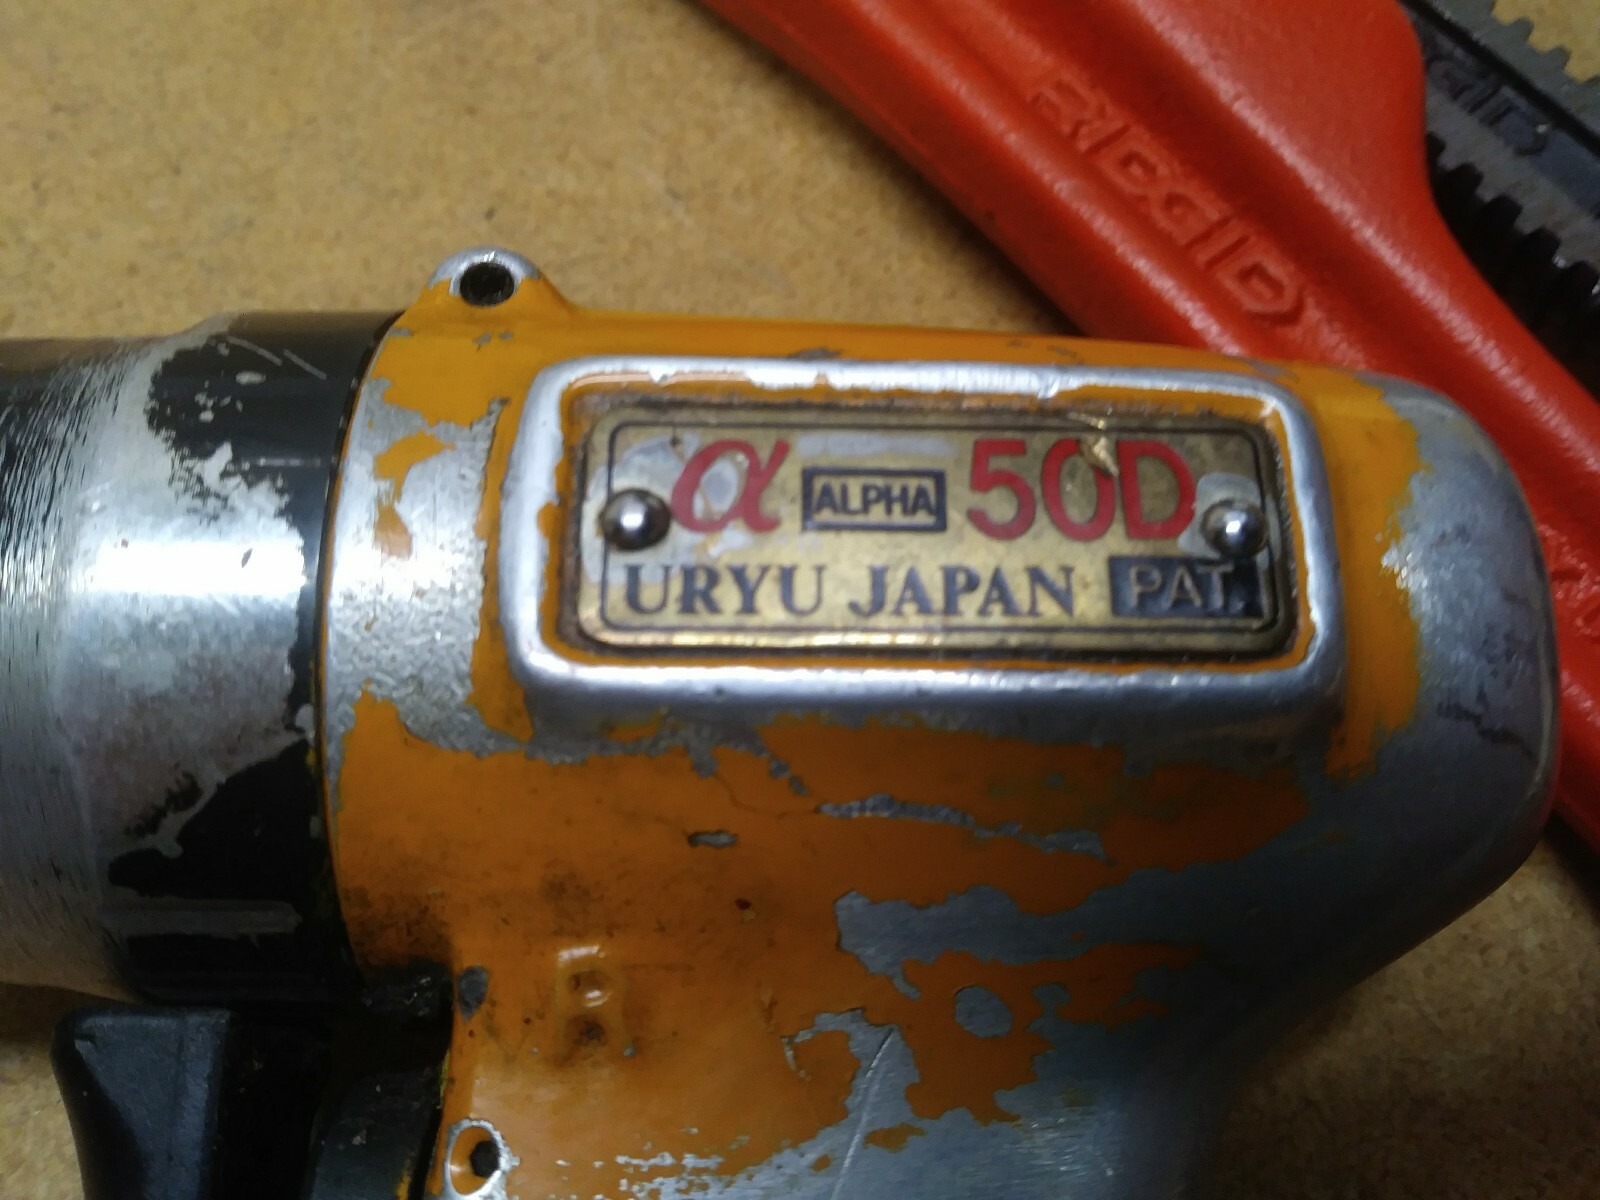 RIDGID
α ALPHA 50D
URYU JAPAN PAT.